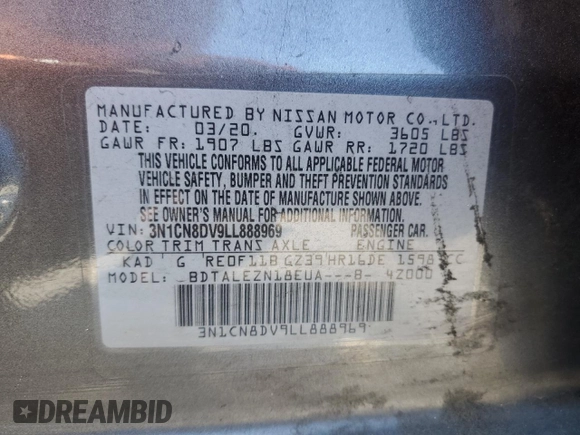 MANUFACTURED BY NISSAN MOTOR CO.,LTD.
DATE: 03/20. GVWR: 3605 LBS
GAWR FR: 1907 LBS GAWR RR: 1720 LBS
THIS VEHICLE CONFORMS TO ALL APPLICABLE FEDERAL MOTOR
VEHICLE SAFETY, BUMPER AND THEFT PREVENTION STANDARDS
IN EFFECT ON THE DATE OF MANUFACTURE SHOWN ABOVE.
SEE OWNER'S MANUAL FOR ADDITIONAL INFORMATION.
VIN: 3N1CN8DV9LL888969 PASSENGER CAR.
COLOR TRIM TRANS AXLE ENGINE
KAD G RE0F11B GZ39 HR16DE 1598 CC
MODEL: BDTALEZN18EUA---B- 42000
3N1CN8DV9LL888969
DREAMBID